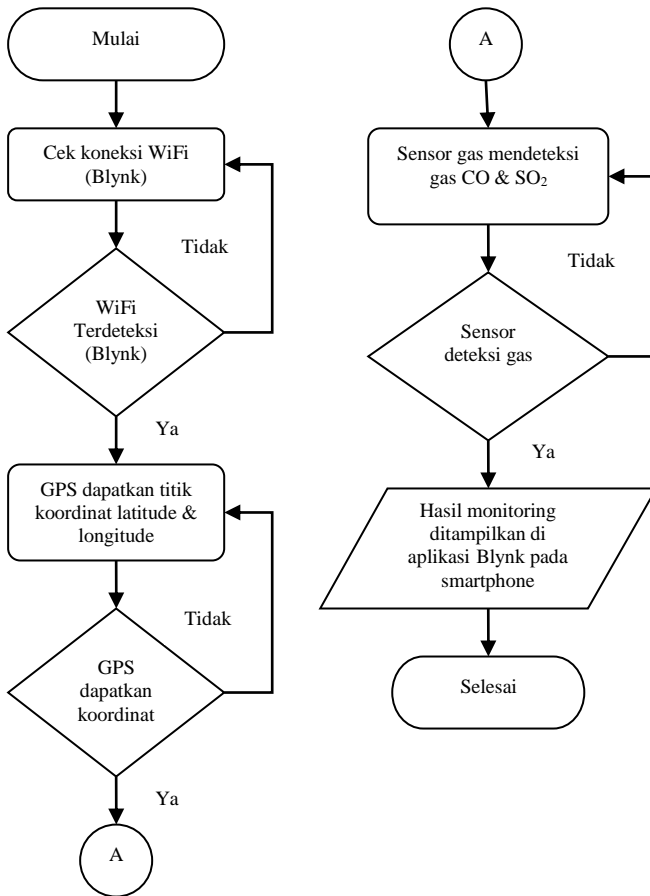 Mulai
Cek koneksi WiFi
(Blynk)
Tidak
WiFi
Terdeteksi
(Blynk)
Ya
GPS dapatkan titik
koordinat latitude &
longitude
Tidak
GPS
dapatkan
koordinat
Ya
A
A
Sensor gas mendeteksi
gas CO & SO₂
Tidak
Sensor
deteksi gas
Ya
Hasil monitoring
ditampilkan di
aplikasi Blynk pada
smartphone
Selesai